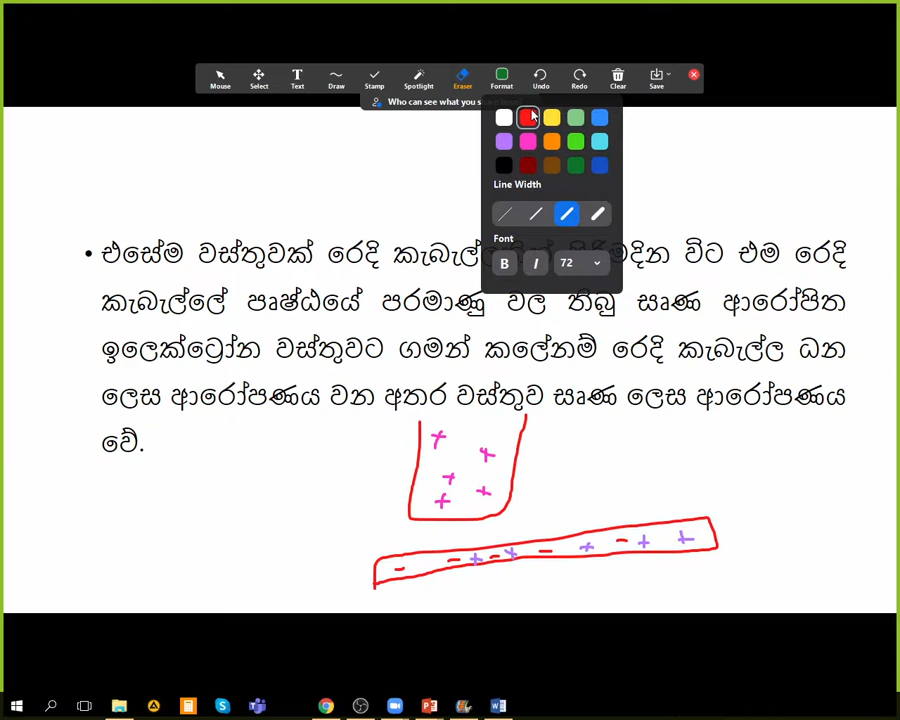 Mouse Select Text Draw Stamp Spotlight Eraser Format Undo Redo Clear Save
Who can see what you s
Line Width
Font
B I 72
• එසේම වස්තුවක් රෙදි කැබැල් විට එම රෙදි
කැබැල්ලේ පෘෂ්ඨයේ පරමාණු වල තිබු සෘණ ආරෝපිත
ඉලෙක්ට්‍රෝන වස්තුවට ගමන් කලේනම් රෙදි කැබැල්ල ධන
ලෙස ආරෝපණය වන අතර වස්තුව සෘණ ලෙස ආරෝපණය
වේ.
+ +
+ + +
- - + - + - + - + +